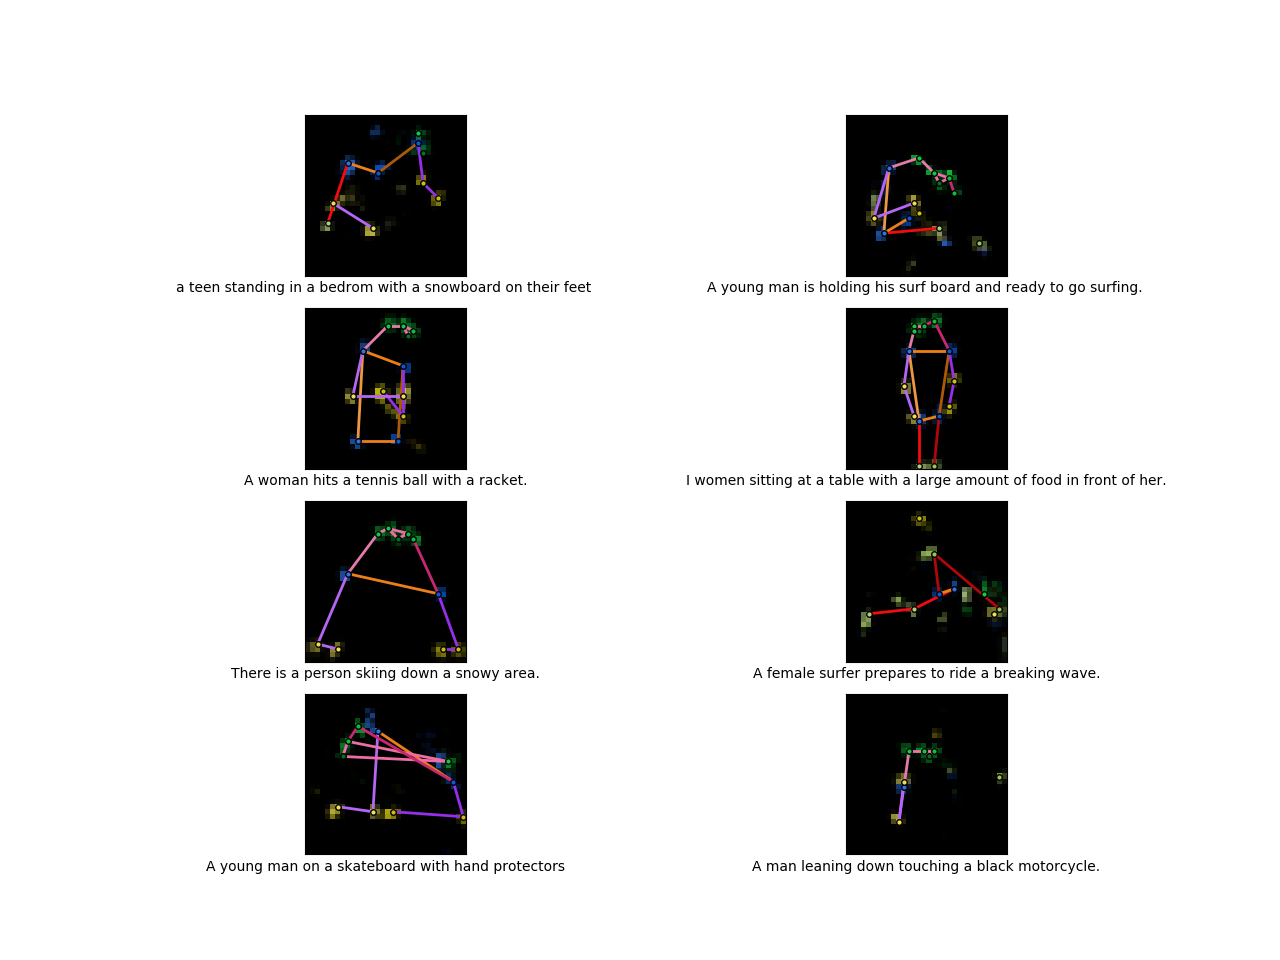 a teen standing in a bedrom with a snowboard on their feet
A young man is holding his surf board and ready to go surfing.
A woman hits a tennis ball with a racket.
I women sitting at a table with a large amount of food in front of her.
There is a person skiing down a snowy area.
A female surfer prepares to ride a breaking wave.
A young man on a skateboard with hand protectors
A man leaning down touching a black motorcycle.